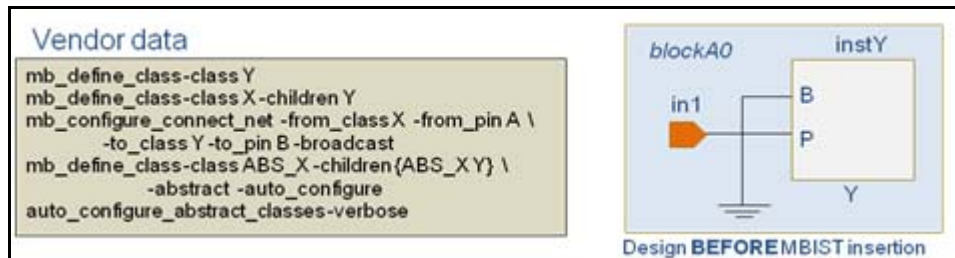 Vendor data
mb_define_class-class Y
mb_define_class-class X-children Y
mb_configure_connect_net -from_class X -from_pin A \
-to_class Y -to_pin B -broadcast
mb_define_class-class ABS_X-children {ABS_X Y} \
-abstract -auto_configure
auto_configure_abstract_classes-verbose
blockA0
instY
in1
B
P
Y
Design BEFORE MBIST insertion